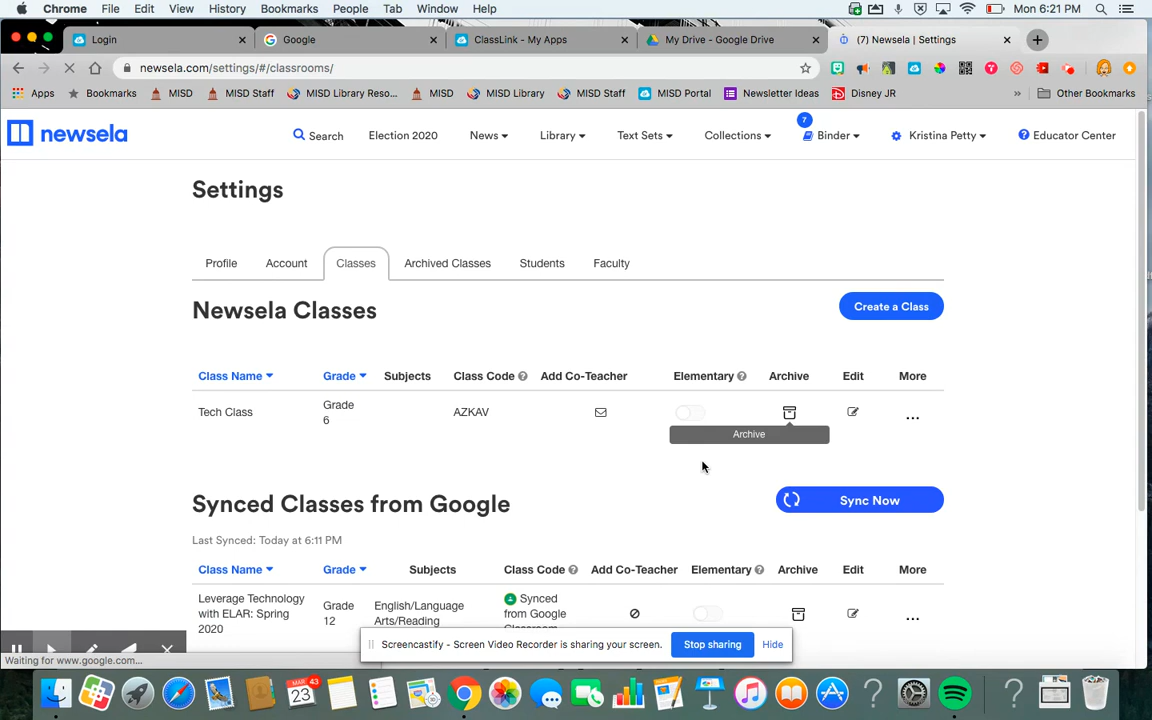 Chrome File Edit View History Bookmarks People Tab Window Help Mon 6:21 PM
Login Google ClassLink - My Apps My Drive - Google Drive (7) Newsela | Settings
newsela.com/settings/#/classrooms/
Apps Bookmarks MISD MISD Staff MISD Library Reso... MISD MISD Library MISD Staff MISD Portal Newsletter Ideas Disney JR » Other Bookmarks
newsela Search Election 2020 News Library Text Sets Collections 7 Binder Kristina Petty Educator Center
Settings
Profile Account Classes Archived Classes Students Faculty
Newsela Classes Create a Class
Class Name Grade Subjects Class Code Add Co-Teacher Elementary Archive Edit More
Tech Class Grade 6 AZKAV ...
Archive
Synced Classes from Google Sync Now
Last Synced: Today at 6:11 PM
Class Name Grade Subjects Class Code Add Co-Teacher Elementary Archive Edit More
Leverage Technology with ELAR: Spring 2020 Grade 12 English/Language Arts/Reading Synced from Google Classroom ...
Screencastify - Screen Video Recorder is sharing your screen. Stop sharing Hide
Waiting for www.google.com...
MAR 23 43